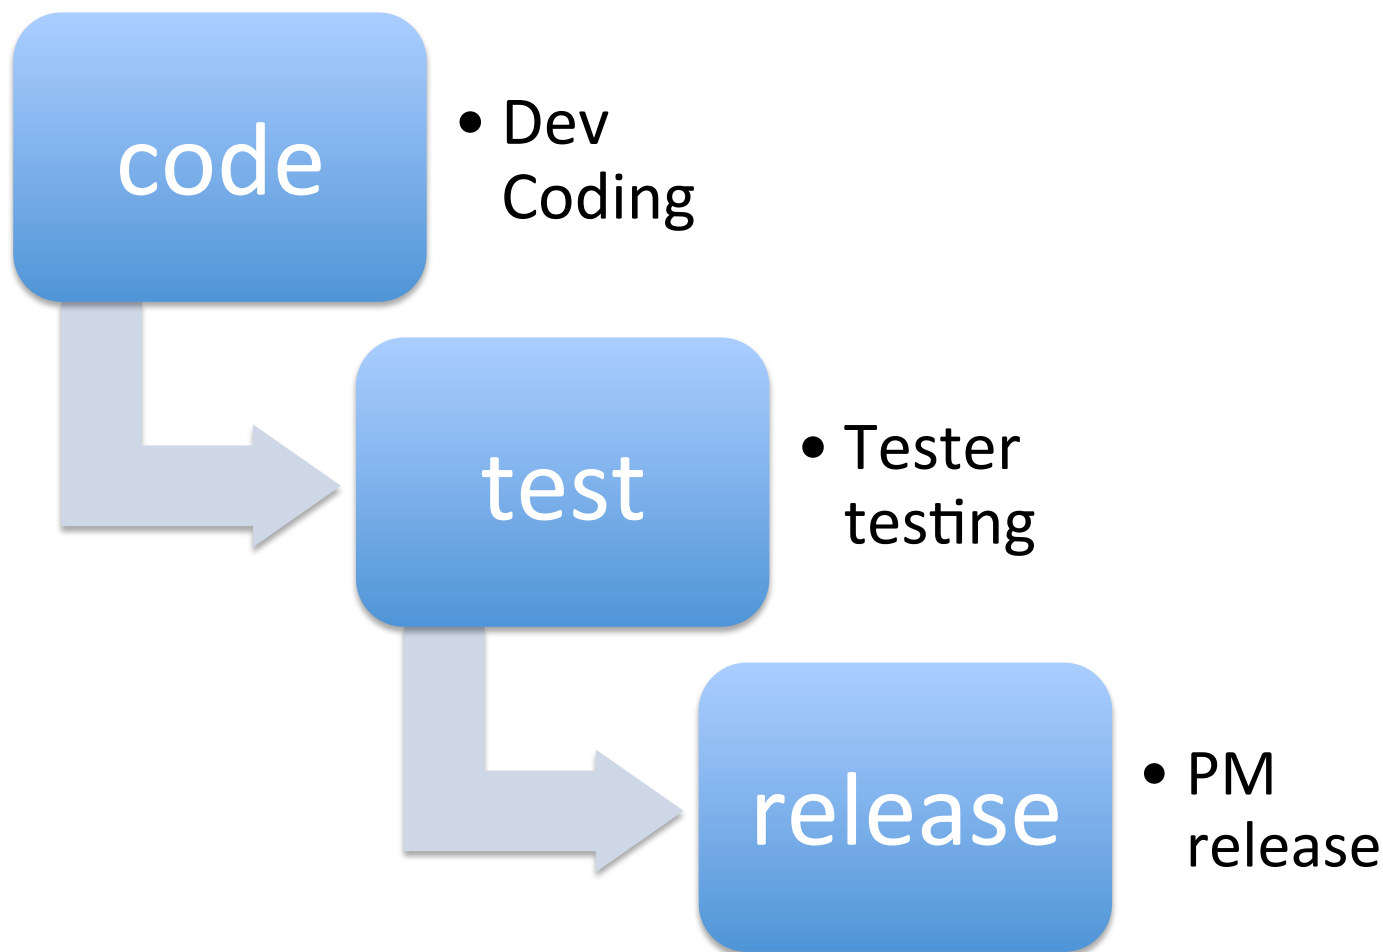 code
• Dev
Coding
test
• Tester
testing
release
• PM
release